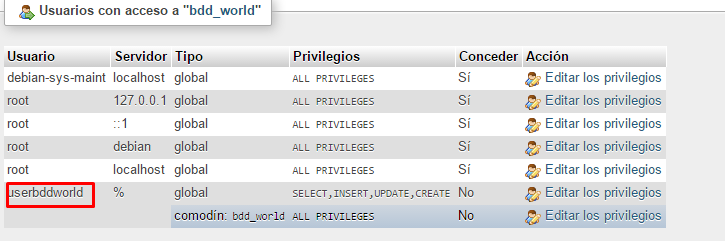 Usuarios con acceso a "bdd_world"
Usuario Servidor Tipo Privilegios Conceder Acción
debian-sys-maint localhost global ALL PRIVILEGES Sí Editar los privilegios
root 127.0.0.1 global ALL PRIVILEGES Sí Editar los privilegios
root ::1 global ALL PRIVILEGES Sí Editar los privilegios
root debian global ALL PRIVILEGES Sí Editar los privilegios
root localhost global ALL PRIVILEGES Sí Editar los privilegios
userbddworld % global SELECT,INSERT,UPDATE,CREATE No Editar los privilegios
comodín: bdd_world ALL PRIVILEGES No Editar los privilegios